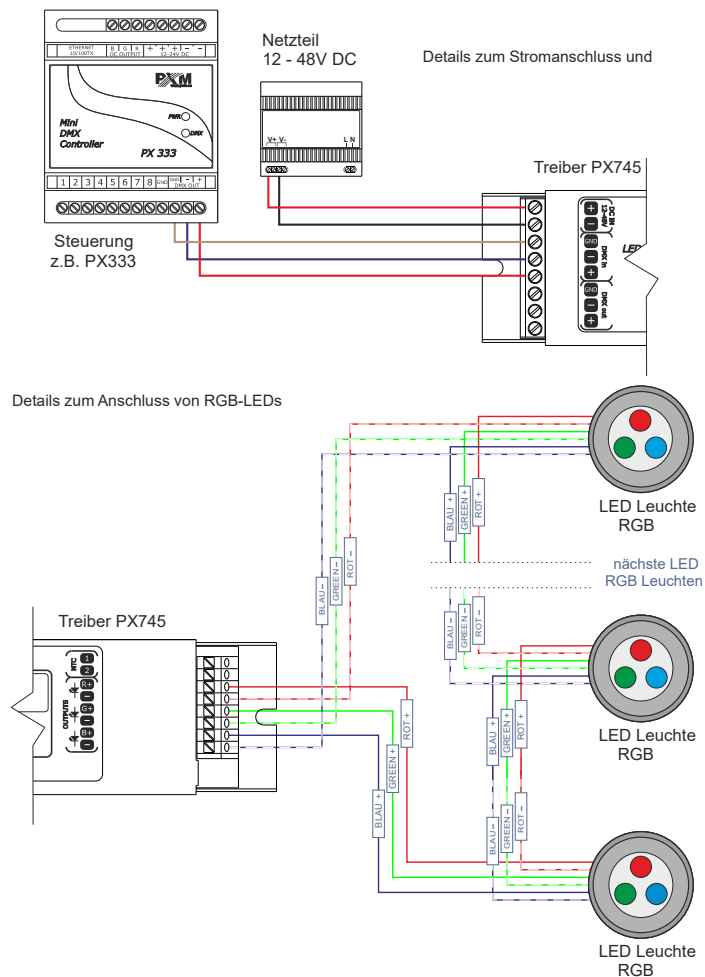 ETHERNET
10/100TX
B G R
DC OUTPUT
+ + + - -
12-24V DC
PXM
PWR
DMX
Mini
DMX
Controller
PX 333
1 2 3 4 5 6 7 8 GND GND - +
DMX OUT
Steuerung
z.B. PX333
Netzteil
12 - 48V DC
V+ V-
L N
Details zum Stromanschluss und
Treiber PX745
+
-
DC IN
12-48V
GND
-
+
DMX in
GND
-
+
DMX out
LED
Details zum Anschluss von RGB-LEDs
BLAU -
GREEN -
ROT -
BLAU +
GREEN +
ROT +
LED Leuchte
RGB
nächste LED
RGB Leuchten
BLAU -
GREEN -
ROT -
Treiber PX745
NTC
1
2
OUTPUTS
R+
-
G+
-
B+
-
BLAU +
GREEN +
ROT +
BLAU +
GREEN +
ROT +
LED Leuchte
RGB
BLAU -
GREEN -
ROT -
LED Leuchte
RGB